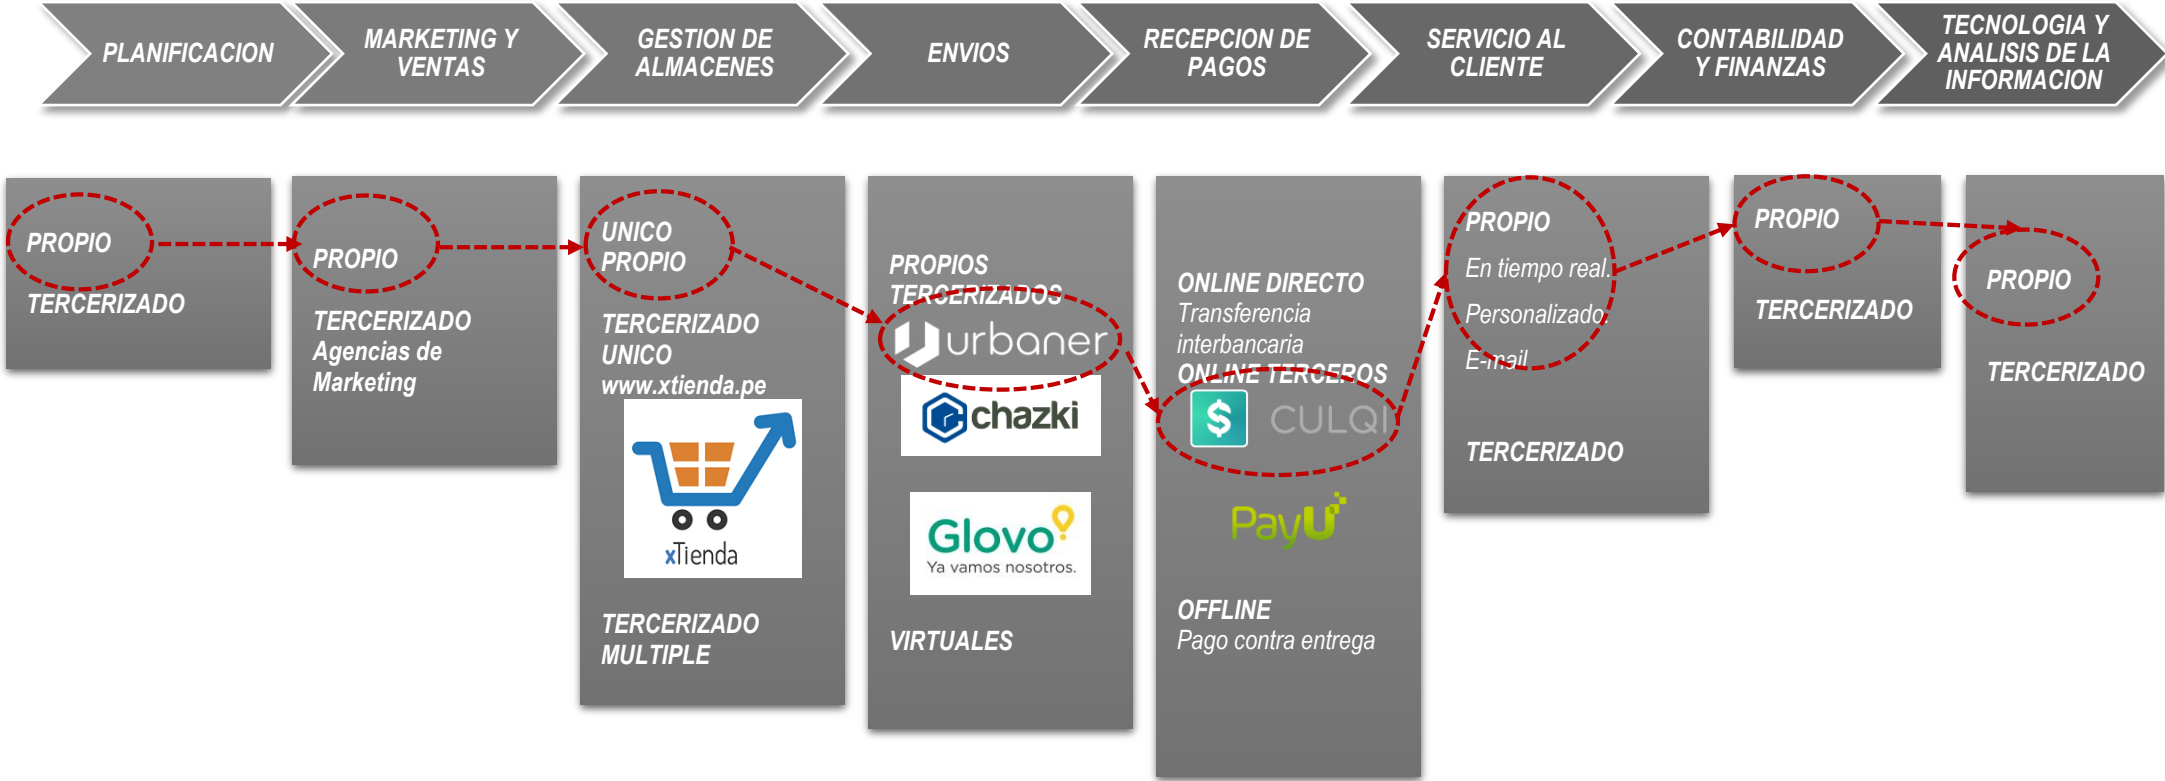 PLANIFICACION
MARKETING Y
VENTAS
GESTION DE
ALMACENES
ENVIOS
RECEPCION DE
PAGOS
SERVICIO AL
CLIENTE
CONTABILIDAD
Y FINANZAS
TECNOLOGIA Y
ANALISIS DE LA
INFORMACION
PROPIO
TERCERIZADO
PROPIO
TERCERIZADO
Agencias de
Marketing
UNICO
PROPIO
TERCERIZADO
UNICO
www.xtienda.pe
xTienda
TERCERIZADO
MULTIPLE
PROPIOS
TERCERIZADOS
urbaner
chazki
Glovo
Ya vamos nosotros.
VIRTUALES
ONLINE DIRECTO
Transferencia
interbancaria
ONLINE TERCEROS
$ CULQI
PayU
OFFLINE
Pago contra entrega
PROPIO
En tiempo real.
Personalizado.
E-mail
TERCERIZADO
PROPIO
TERCERIZADO
PROPIO
TERCERIZADO